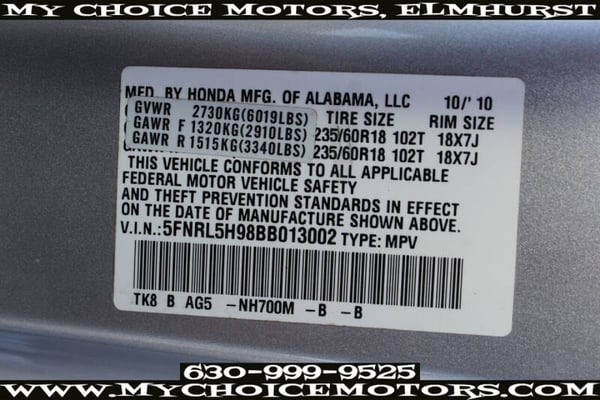 My Choice Motors, Elmhurst
MFD. BY HONDA MFG. OF ALABAMA, LLC 10/'10
GVWR 2730KG(6019LBS) TIRE SIZE RIM SIZE
GAWR F 1320KG(2910LBS) 235/60R18 102T 18X7J
GAWR R 1515KG(3340LBS) 235/60R18 102T 18X7J
THIS VEHICLE CONFORMS TO ALL APPLICABLE
FEDERAL MOTOR VEHICLE SAFETY
AND THEFT PREVENTION STANDARDS IN EFFECT
ON THE DATE OF MANUFACTURE SHOWN ABOVE.
V.I.N.:5FNRL5H98BB013002 TYPE: MPV
TK8 B AG5 -NH700M -B -B
630-999-9525
www.MyChoiceMotors.com